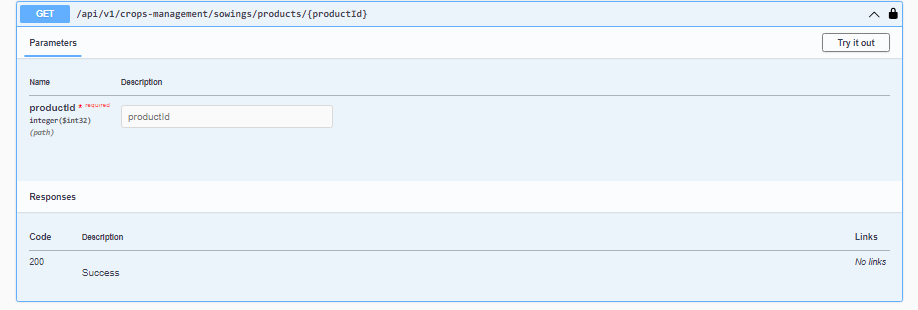 GET /api/v1/crops-management/sowings/products/{productId}
Parameters Try it out
Name Description
productId * required
integer($int32)
(path)
productId
Responses
Code Description Links
200 Success No links